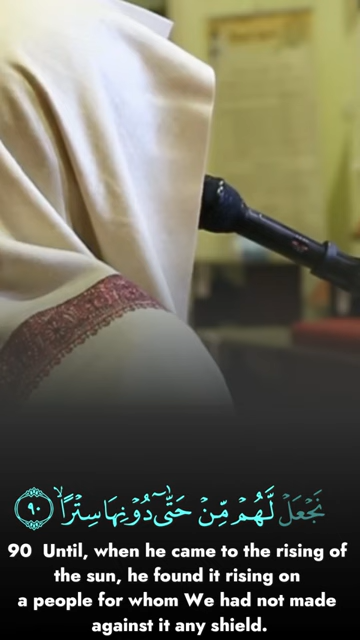 نَجْعَلْ لَّهُمْ مِّنْ حَتّٰٓى دُوْنِهَا سِتْرًاۙ ٩٠
90 Until, when he came to the rising of
the sun, he found it rising on
a people for whom We had not made
against it any shield.